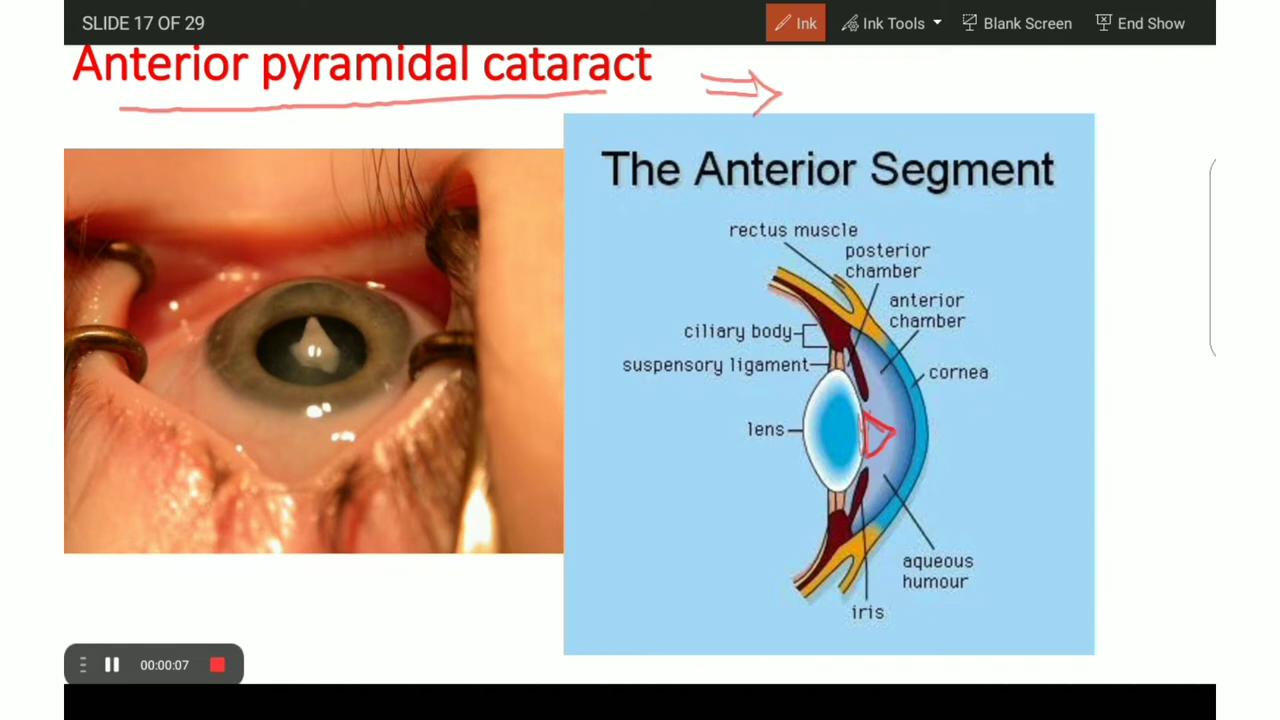 SLIDE 17 OF 29
Ink
Ink Tools
Blank Screen
End Show
Anterior pyramidal cataract
The Anterior Segment
rectus muscle
posterior
chamber
anterior
chamber
ciliary body
suspensory ligament
cornea
lens
aqueous
humour
iris
00:00:07